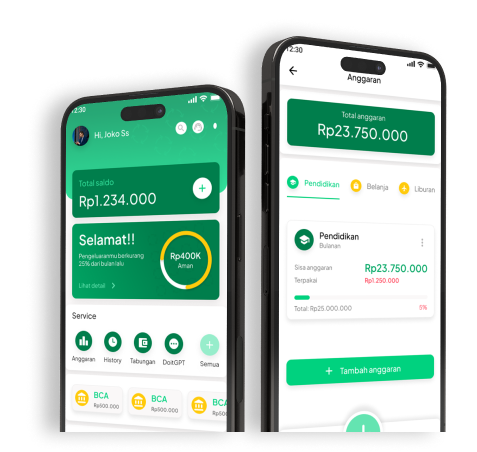 12:30
Hi, Joko Ss
Total saldo
Rp1.234.000
Selamat!!
Pengeluaranmu berkurang
25% dari bulan lalu
Lihat detail
Rp400K
Aman
Service
Anggaran
History
Tabungan
DoitGPT
Semua
BCA
Rp500.000
BCA
Rp500.000
BCA
Rp500
12:30
Anggaran
Total anggaran
Rp23.750.000
Pendidikan
Belanja
Liburan
Pendidikan
Bulanan
Sisa anggaran
Rp23.750.000
Terpakai
Rp1.250.000
Total: Rp25.000.000
5%
+ Tambah anggaran